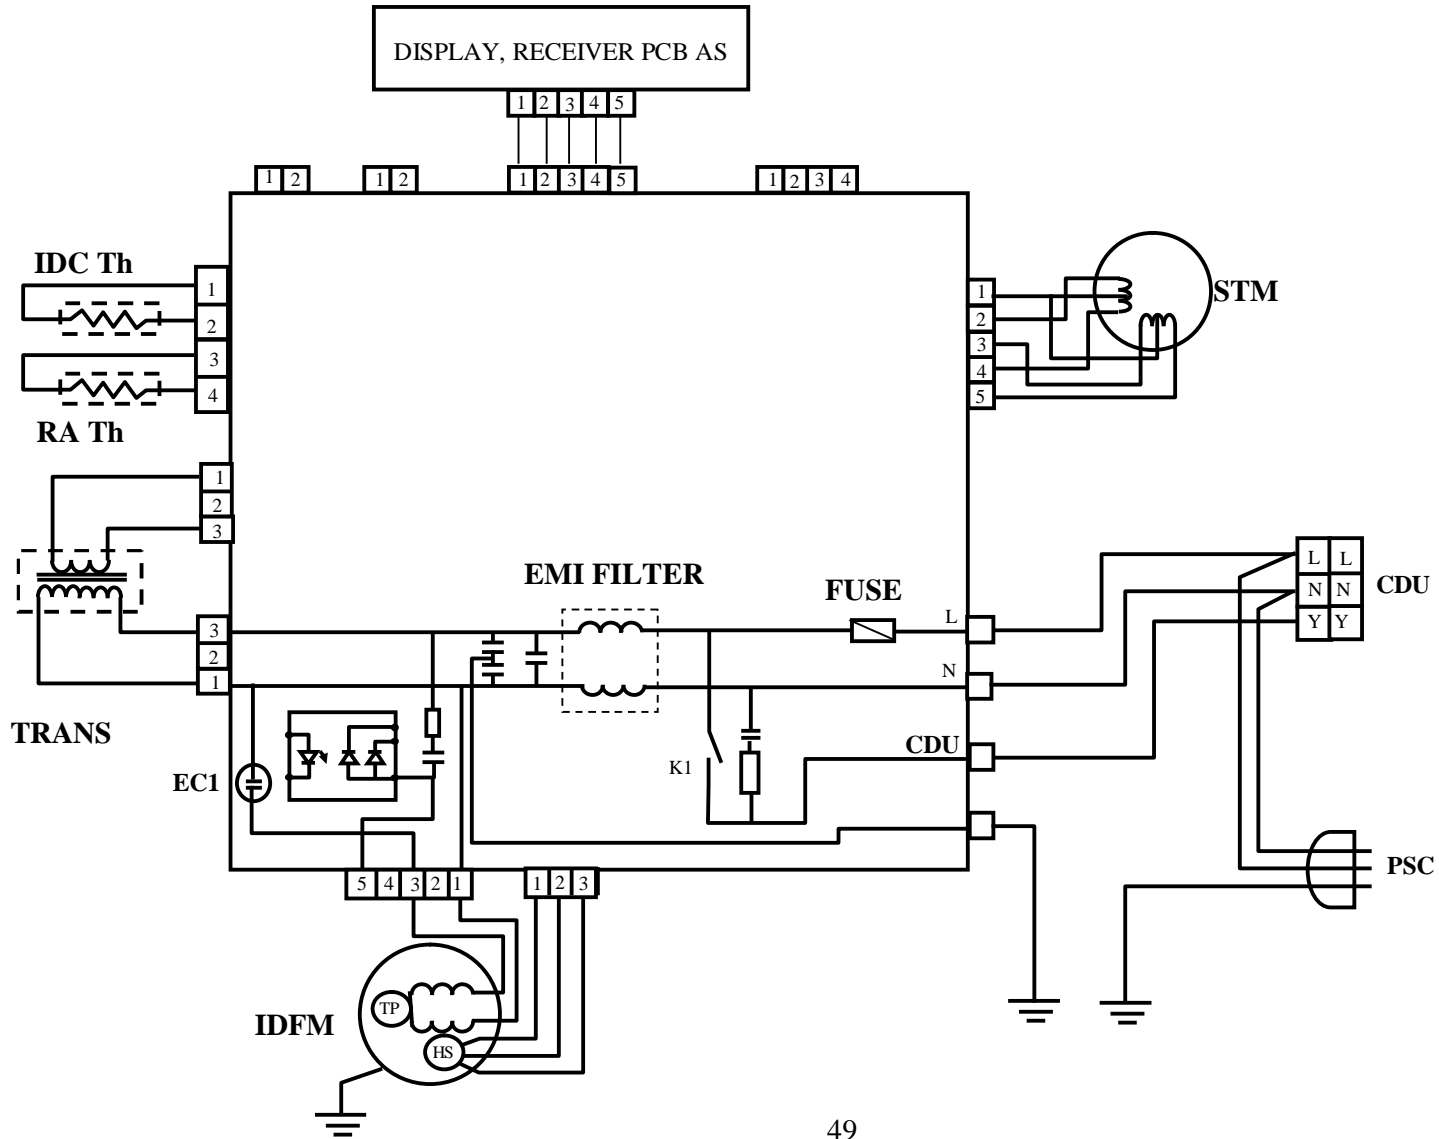 DISPLAY, RECEIVER PCB AS
1 2 3 4 5
1 2
1 2
1 2 3 4 5
1 2 3 4
IDC Th
1
2
3
4
RA Th
1
2
3
4
5
STM
1
2
3
TRANS
3
2
1
EMI FILTER
FUSE
L
N
CDU
K1
EC1
L L
N N
Y Y
CDU
PSC
5 4 3 2 1
1 2 3
TP
HS
IDFM
49